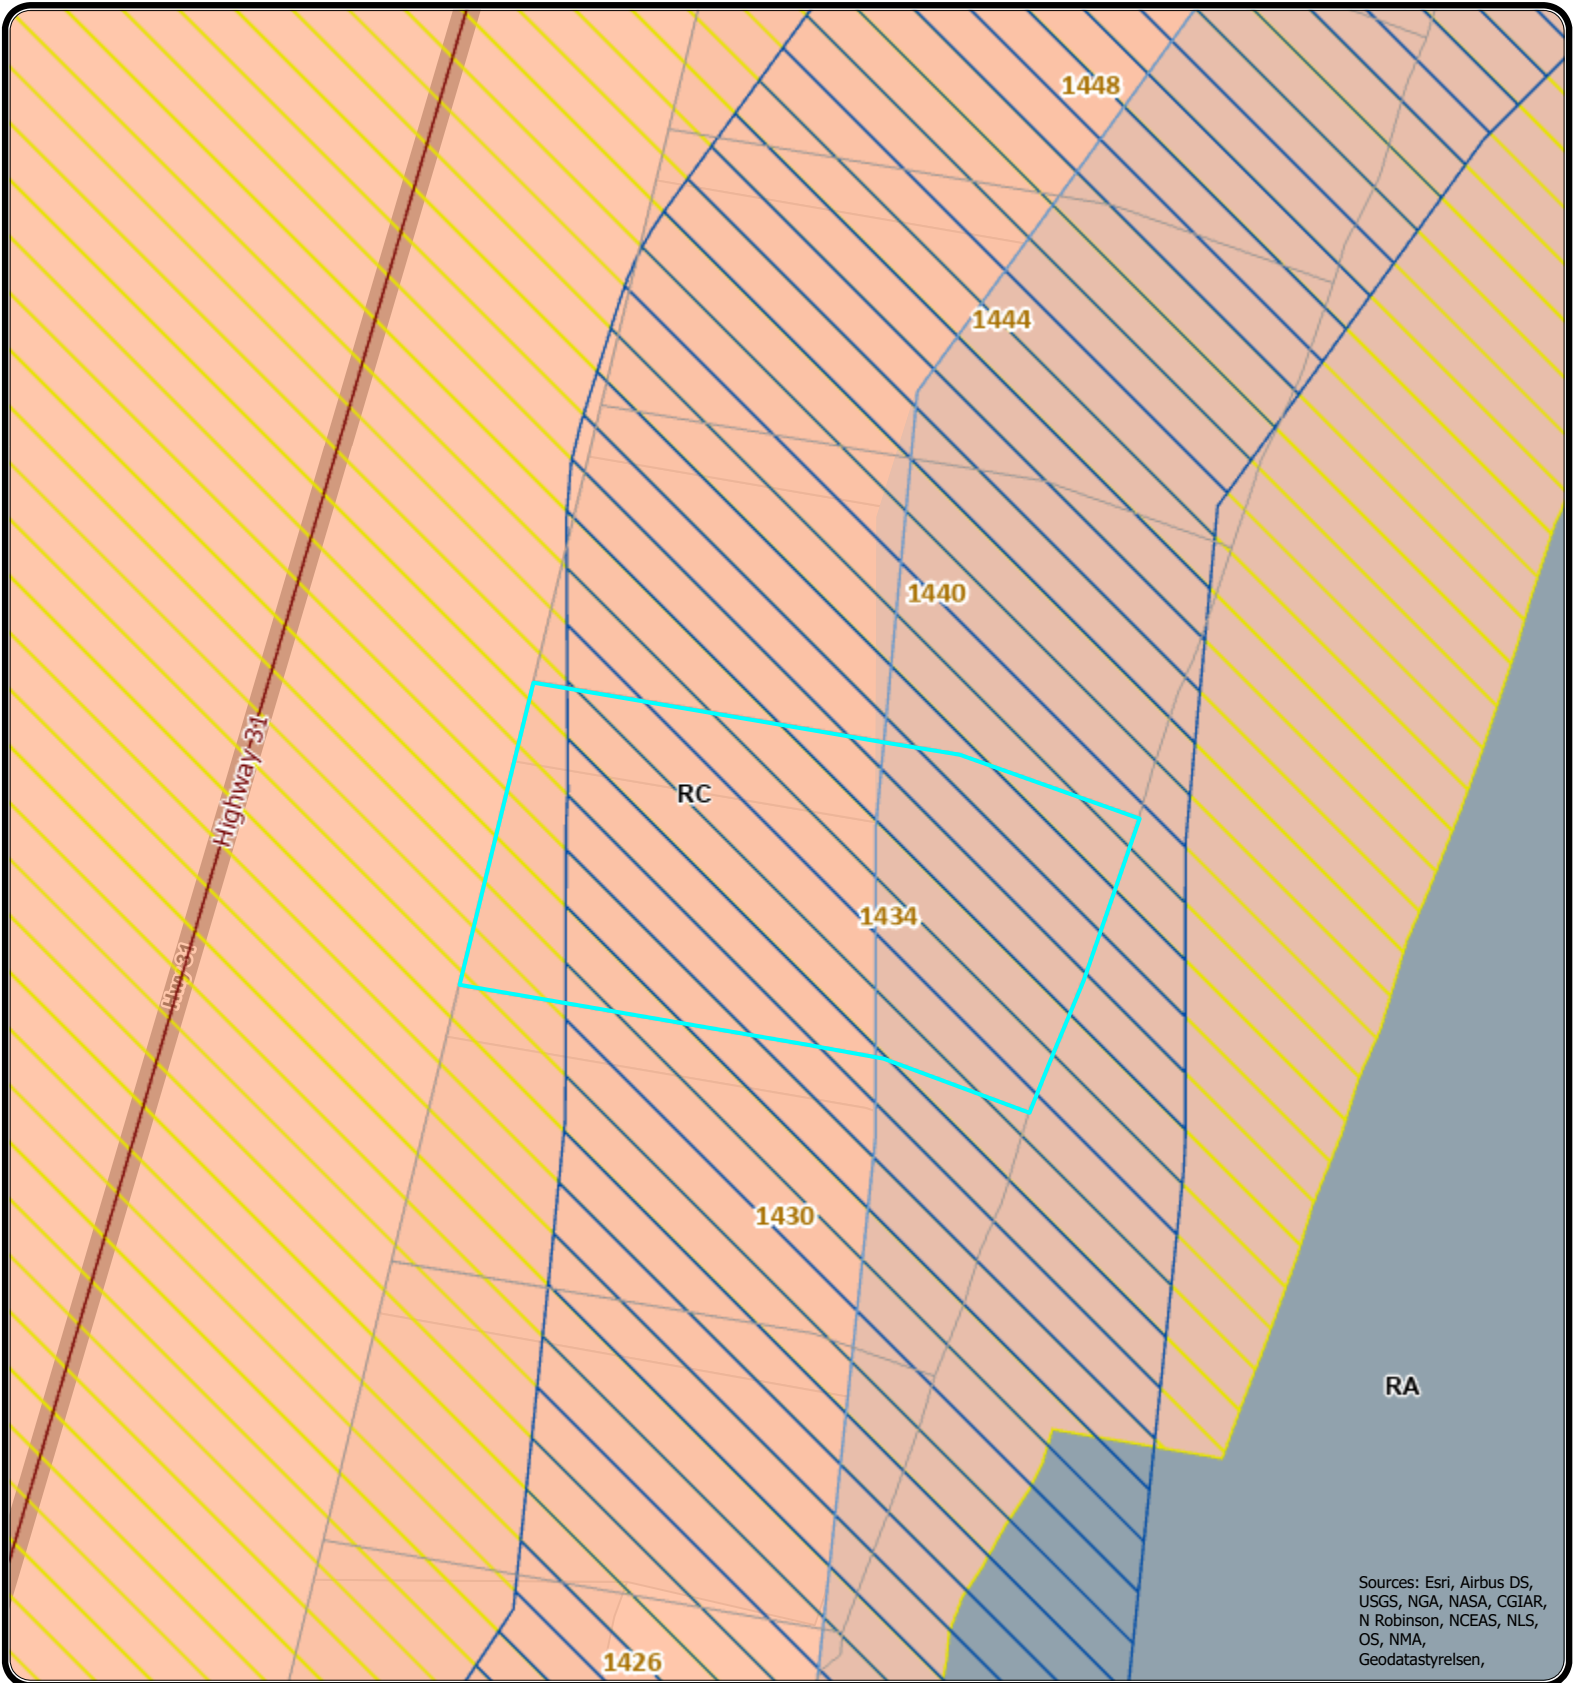 1448
1444
1440
Highway 31
RC
1434
Hwy 31
1430
RA
1426
Sources: Esri, Airbus DS,
USGS, NGA, NASA, CGIAR,
N Robinson, NCEAS, NLS,
OS, NMA,
Geodatastyrelsen,